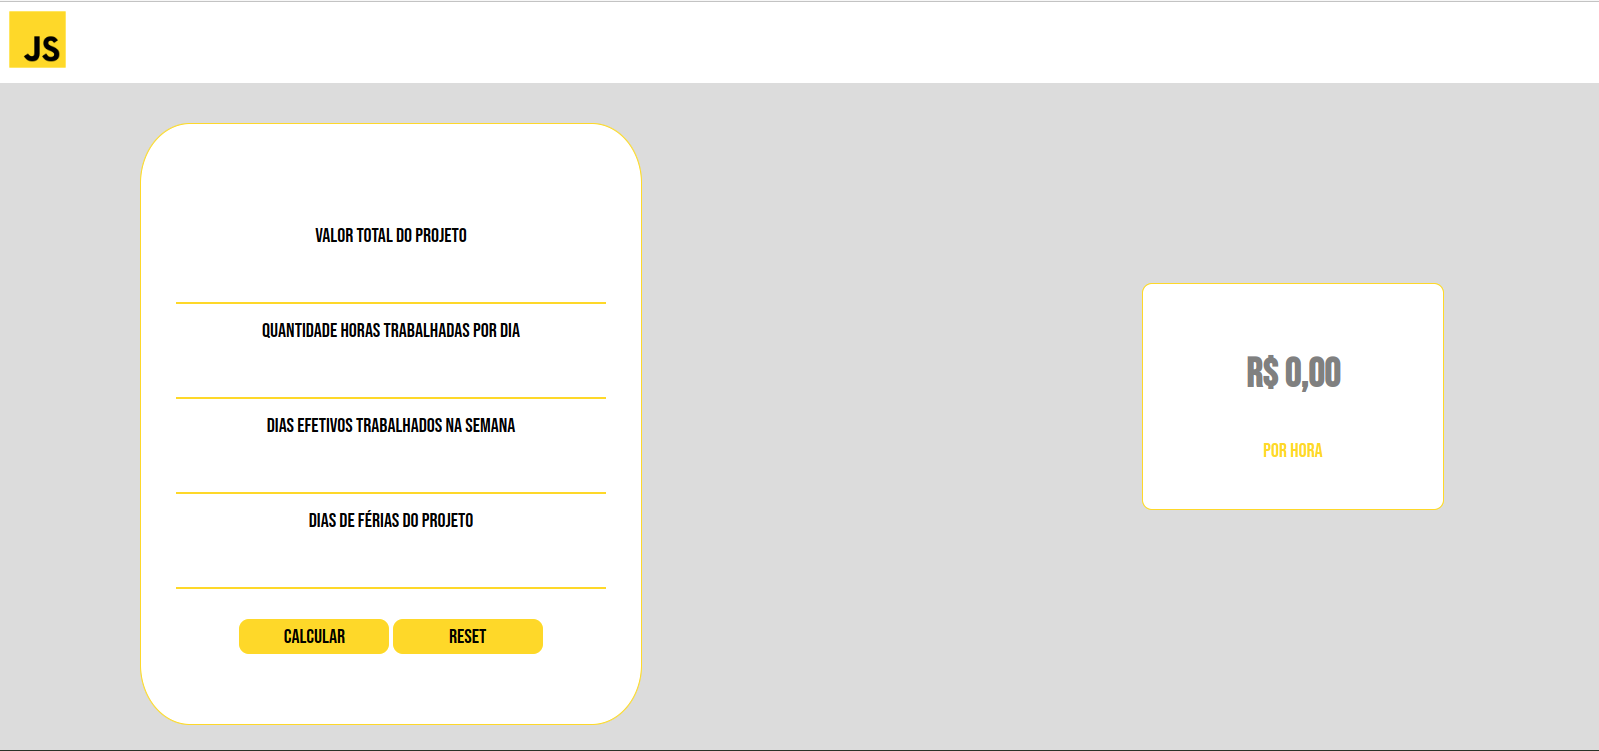 JS
VALOR TOTAL DO PROJETO
QUANTIDADE HORAS TRABALHADAS POR DIA
DIAS EFETIVOS TRABALHADOS NA SEMANA
DIAS DE FÉRIAS DO PROJETO
CALCULAR
RESET
R$ 0,00
POR HORA